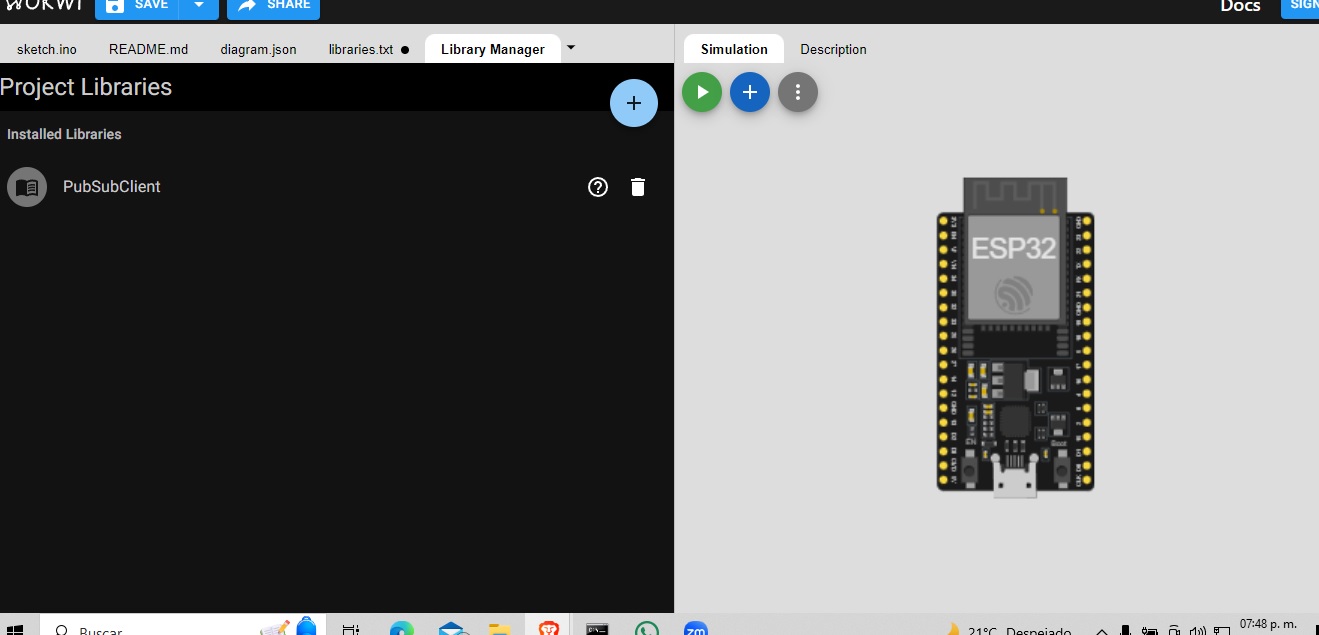 WOKWI
SAVE
SHARE
Docs
SIGN
sketch.ino
README.md
diagram.json
libraries.txt
Library Manager
Simulation
Description
Project Libraries
Installed Libraries
PubSubClient
ESP32
EN
Boot
Buscar
21°C Despejado
07:48 p. m.